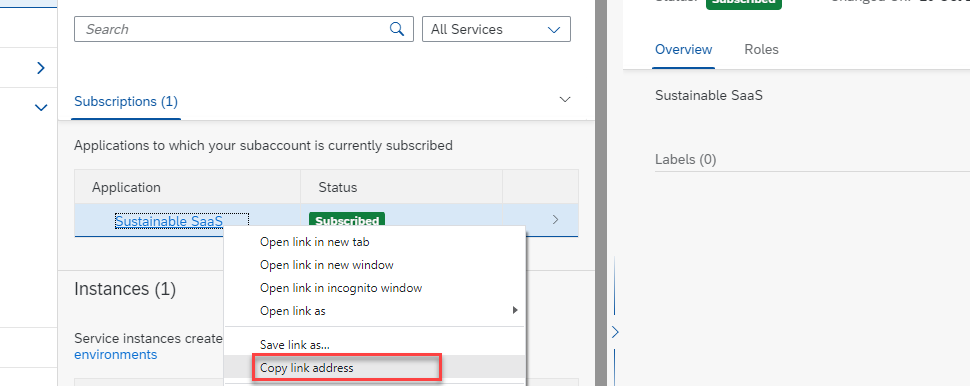 Status:
Subscribed
Changed On:
Search
All Services
Overview
Roles
Subscriptions (1)
Sustainable SaaS
Applications to which your subaccount is currently subscribed
Labels (0)
Application
Status
Sustainable SaaS
Subscribed
Open link in new tab
Open link in new window
Instances (1)
Open link in incognito window
Open link as
Service instances create
Save link as...
environments
Copy link address